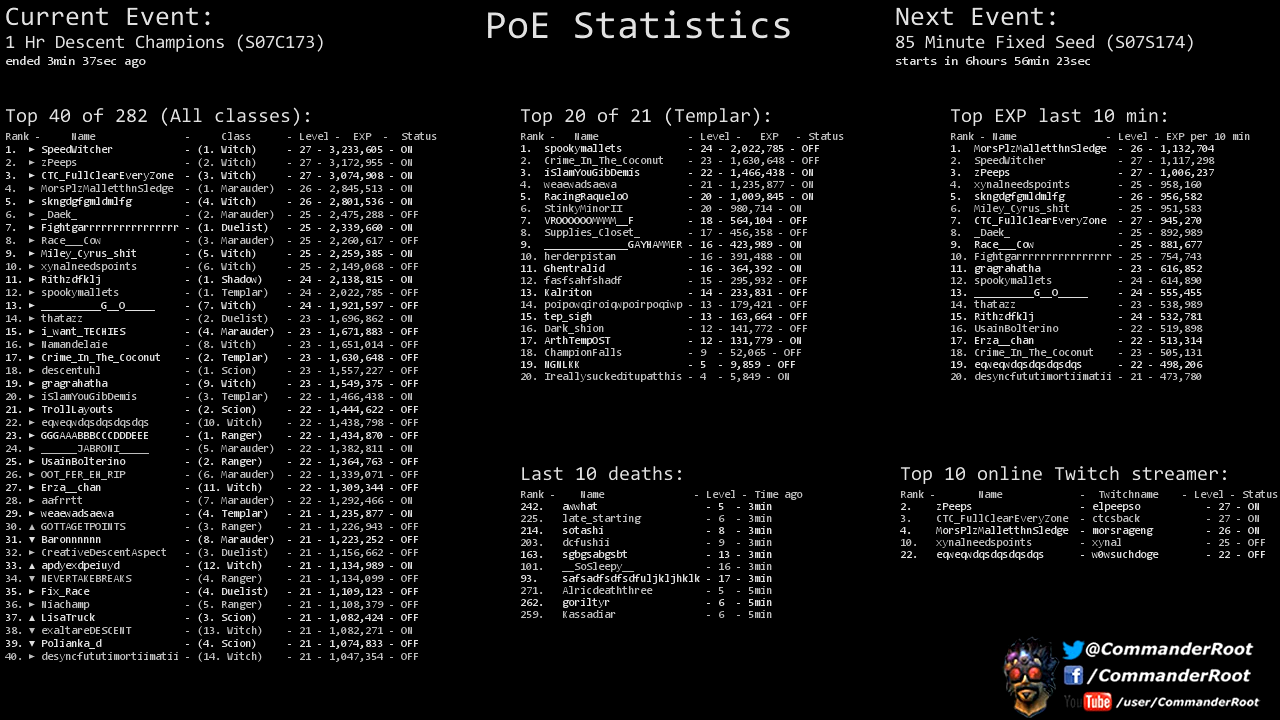 Current Event:
1 Hr Descent Champions (S07C173)
ended 3min 37sec ago
PoE Statistics
Next Event:
85 Minute Fixed Seed (S07S174)
starts in 6hours 56min 23sec
Top 40 of 282 (All classes):
Rank - Name - Class - Level - EXP - Status
1. ► SpeedWitcher - (1. Witch) - 27 - 3,233,605 - ON
2. ► zPeeps - (2. Witch) - 27 - 3,172,955 - ON
3. ► CTC_FullClearEveryZone - (3. Witch) - 27 - 3,074,908 - ON
4. ► MorsPlzMalletthnSledge - (1. Marauder) - 26 - 2,845,513 - ON
5. ► skngdgfgmldmlfg - (4. Witch) - 26 - 2,801,536 - ON
6. ► _Daek_ - (2. Marauder) - 25 - 2,475,288 - OFF
7. ► Fightgarrrrrrrrrrrrrrrr - (1. Duelist) - 25 - 2,339,660 - ON
8. ► Race___Cow - (3. Marauder) - 25 - 2,260,617 - OFF
9. ► Miley_Cyrus_shit - (5. Witch) - 25 - 2,259,385 - ON
10. ► xynalneedspoints - (6. Witch) - 25 - 2,149,068 - OFF
11. ► Rithzdfklj - (1. Shadow) - 24 - 2,138,815 - ON
12. ► spookymallets - (1. Templar) - 24 - 2,022,785 - OFF
13. ► __________G__O_____ - (7. Witch) - 24 - 1,921,597 - OFF
14. ► thatazz - (2. Duelist) - 23 - 1,696,862 - ON
15. ► i_want_TECHIES - (4. Marauder) - 23 - 1,671,883 - OFF
16. ► Namandelaie - (8. Witch) - 23 - 1,651,014 - OFF
17. ► Crime_In_The_Coconut - (2. Templar) - 23 - 1,630,648 - OFF
18. ► descentuhl - (1. Scion) - 23 - 1,557,227 - OFF
19. ► gragrahatha - (9. Witch) - 23 - 1,549,375 - OFF
20. ► iSlamYouGibDemis - (3. Templar) - 22 - 1,466,438 - ON
21. ► TrollLayouts - (2. Scion) - 22 - 1,444,622 - OFF
22. ► eqweqwdqsdqsdqsdqs - (10. Witch) - 22 - 1,438,798 - OFF
23. ► GGGAAABBBCCCDDDEEE - (1. Ranger) - 22 - 1,434,870 - OFF
24. ► ______JABRONI_____ - (5. Marauder) - 22 - 1,382,811 - ON
25. ► UsainBolterino - (2. Ranger) - 22 - 1,364,763 - OFF
26. ► OOT_FER_EH_RIP - (6. Marauder) - 22 - 1,339,071 - OFF
27. ► Erza__chan - (11. Witch) - 22 - 1,309,344 - OFF
28. ► aafrrtt - (7. Marauder) - 22 - 1,292,466 - ON
29. ► weaewadsaewa - (4. Templar) - 21 - 1,235,877 - ON
30. ▲ GOTTAGETPOINTS - (3. Ranger) - 21 - 1,226,943 - OFF
31. ▼ Baronnnnnn - (8. Marauder) - 21 - 1,223,252 - OFF
32. ► CreativeDescentAspect - (3. Duelist) - 21 - 1,156,662 - OFF
33. ▲ apdyexdpeiuyd - (12. Witch) - 21 - 1,134,989 - ON
34. ▼ NEVERTAKEBREAKS - (4. Ranger) - 21 - 1,134,099 - OFF
35. ► Fix_Race - (4. Duelist) - 21 - 1,109,123 - OFF
36. ► Niachamp - (5. Ranger) - 21 - 1,108,379 - OFF
37. ▲ LisaTruck - (3. Scion) - 21 - 1,082,424 - OFF
38. ▼ exaltareDESCENT - (13. Witch) - 21 - 1,082,271 - ON
39. ▼ Polianka_d - (4. Scion) - 21 - 1,074,833 - OFF
40. ► desyncfututimortiimatii - (14. Witch) - 21 - 1,047,354 - OFF
Top 20 of 21 (Templar):
Rank - Name - Level - EXP - Status
1. spookymallets - 24 - 2,022,785 - OFF
2. Crime_In_The_Coconut - 23 - 1,630,648 - OFF
3. iSlamYouGibDemis - 22 - 1,466,438 - ON
4. weaewadsaewa - 21 - 1,235,877 - ON
5. RacingRaqueloO - 20 - 1,009,845 - ON
6. StinkyMinorII - 20 - 980,714 - ON
7. VROOOOOOMMMM__F - 18 - 564,104 - OFF
8. Supplies_Closet_ - 17 - 456,358 - OFF
9. ______________GAYHAMMER - 16 - 423,989 - ON
10. herderpistan - 16 - 391,488 - ON
11. Ghentralid - 16 - 364,392 - ON
12. fasfsahfshadf - 15 - 295,932 - OFF
13. Kalriton - 14 - 233,831 - OFF
14. poipowqiroiqwpoirpoqiwp - 13 - 179,421 - OFF
15. tep_sigh - 13 - 163,664 - OFF
16. Dark_shion - 12 - 141,772 - OFF
17. ArthTempOST - 12 - 131,779 - ON
18. ChampionFalls - 9 - 52,065 - OFF
19. NGNLKK - 5 - 9,859 - OFF
20. Ireallysuckeditupatthis - 4 - 5,849 - ON
Top EXP last 10 min:
Rank - Name - Level - EXP per 10 min
1. MorsPlzMalletthnSledge - 26 - 1,132,704
2. SpeedWitcher - 27 - 1,117,298
3. zPeeps - 27 - 1,006,237
4. xynalneedspoints - 25 - 958,160
5. skngdgfgmldmlfg - 26 - 956,582
6. Miley_Cyrus_shit - 25 - 951,583
7. CTC_FullClearEveryZone - 27 - 945,270
8. _Daek_ - 25 - 892,989
9. Race___Cow - 25 - 881,677
10. Fightgarrrrrrrrrrrrrrrr - 25 - 754,743
11. gragrahatha - 23 - 616,852
12. spookymallets - 24 - 614,890
13. __________G__O_____ - 24 - 555,455
14. thatazz - 23 - 538,989
15. Rithzdfklj - 24 - 532,781
16. UsainBolterino - 22 - 519,898
17. Erza__chan - 22 - 513,314
18. Crime_In_The_Coconut - 23 - 505,131
19. eqweqwdqsdqsdqsdqs - 22 - 498,206
20. desyncfututimortiimatii - 21 - 473,780
Last 10 deaths:
Rank - Name - Level - Time ago
242. awwhat - 5 - 3min
225. late_starting - 6 - 3min
214. sotashi - 8 - 3min
203. dcfushii - 9 - 3min
163. sgbgsabgsbt - 13 - 3min
101. __SoSleepy__ - 16 - 3min
93. safsadfsdfsdfuljkljhklk - 17 - 3min
271. Alricdeaththree - 5 - 5min
262. goriltyr - 6 - 5min
259. Kassadiar - 6 - 5min
Top 10 online Twitch streamer:
Rank - Name - Twitchname - Level - Status
2. zPeeps - elpeepso - 27 - ON
3. CTC_FullClearEveryZone - ctcsback - 27 - ON
4. MorsPlzMalletthnSledge - morsrageng - 26 - ON
10. xynalneedspoints - xynal - 25 - OFF
22. eqweqwdqsdqsdqsdqs - w0wsuchdoge - 22 - OFF
@CommanderRoot
f /CommanderRoot
YouTube /user/CommanderRoot